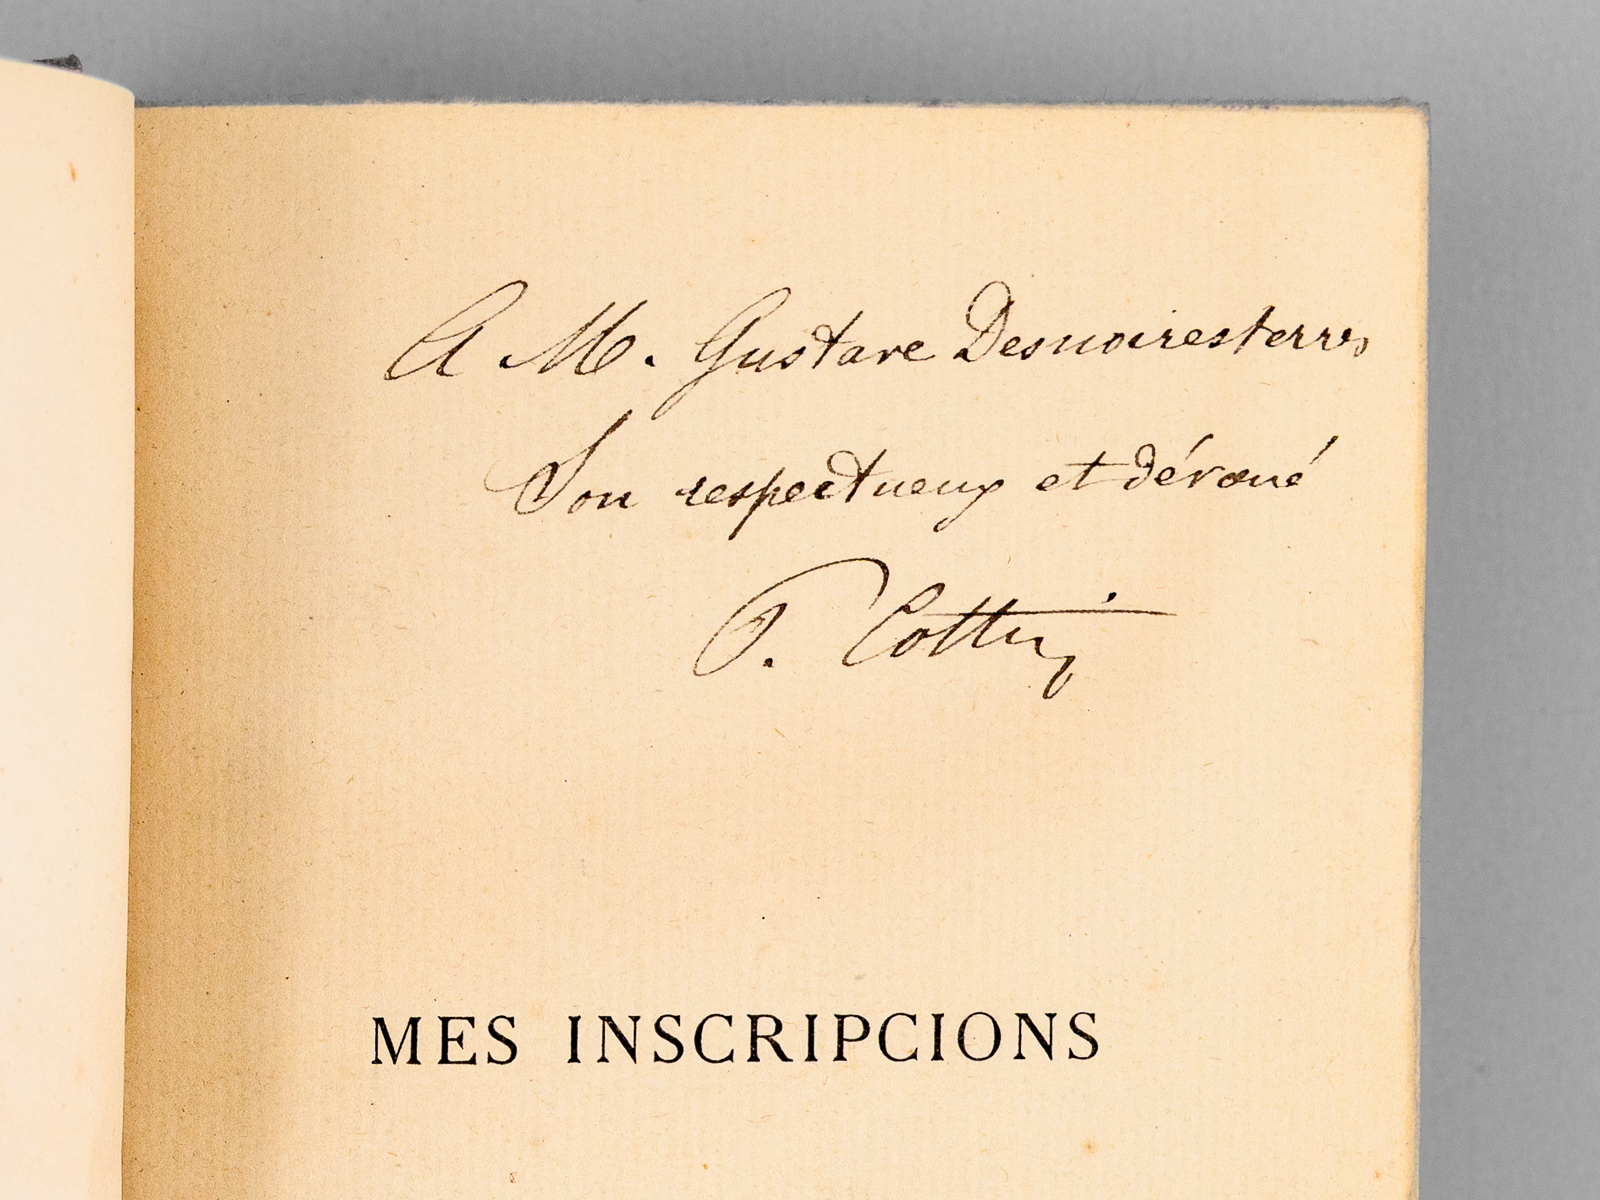 A M. Gustave Desnoiresterres
Son respectueux et dévoué
P. Cottin
MES INSCRIPCIONS